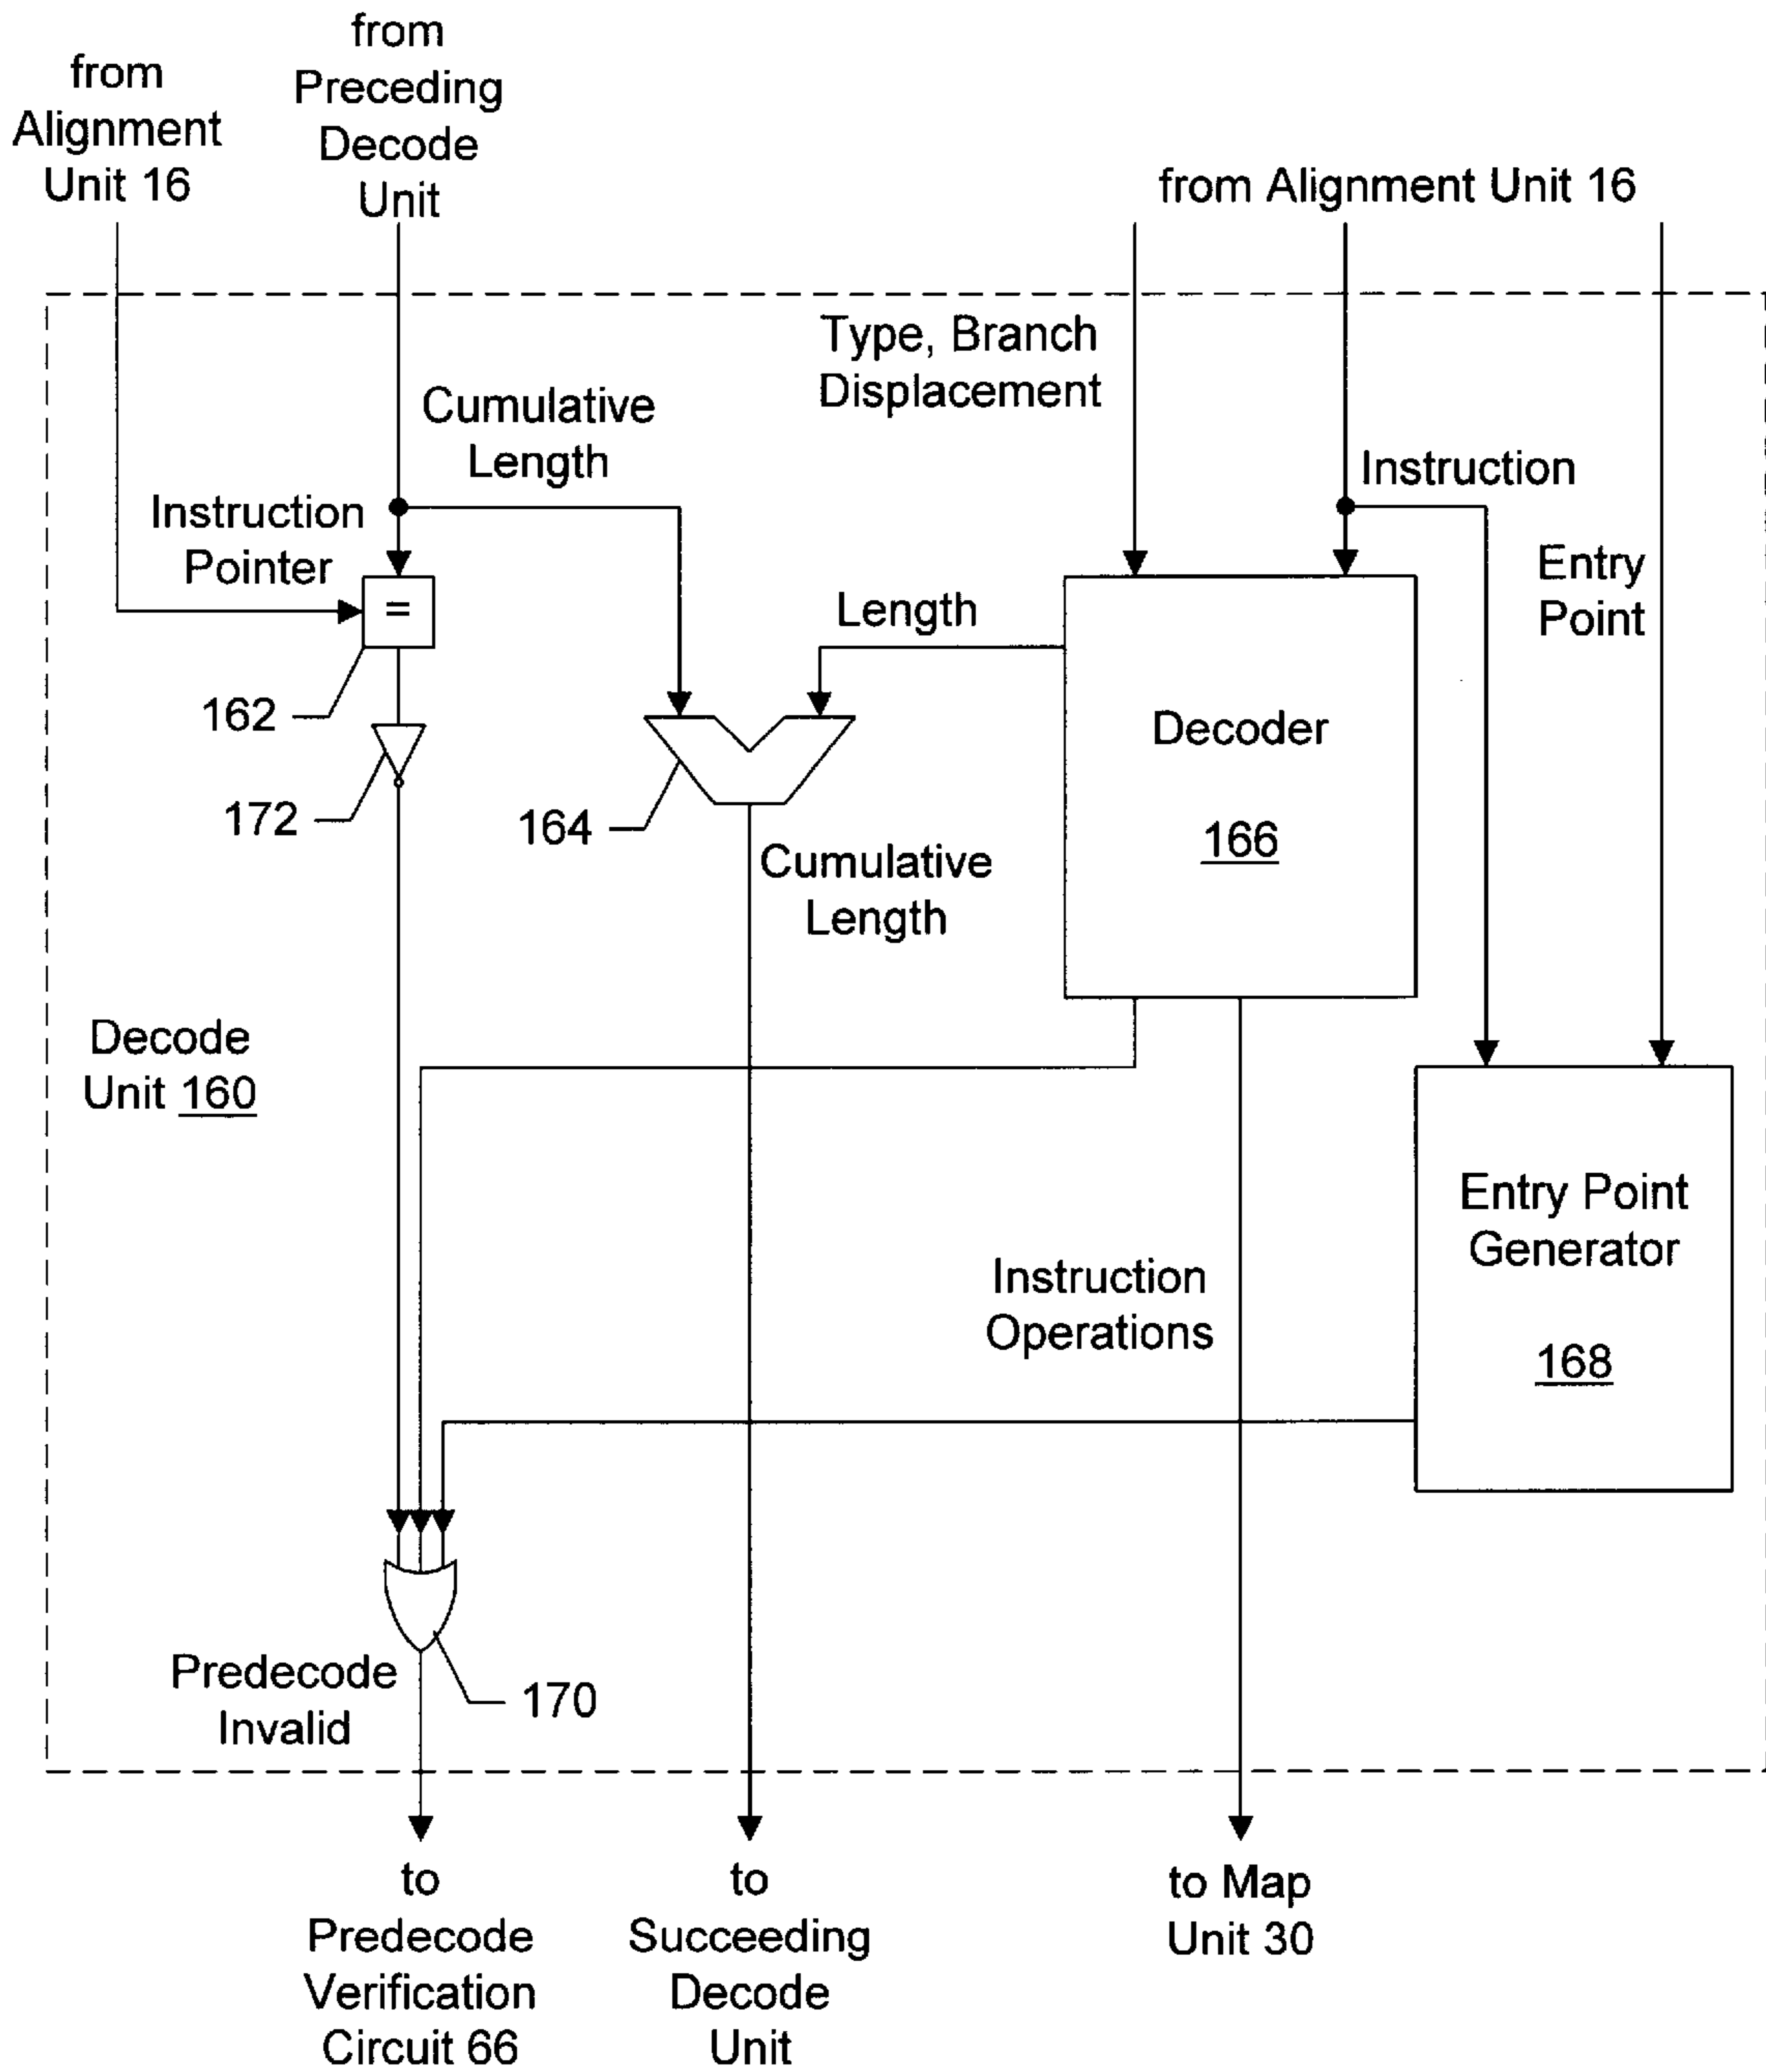 from
Alignment
Unit 16
from
Preceding
Decode
Unit
from Alignment Unit 16
Type, Branch
Displacement
Cumulative
Length
Instruction
Pointer
Instruction
Entry
Point
=
Length
162
172
164
Decoder
166
Cumulative
Length
Decode
Unit 160
Entry Point
Generator
168
Instruction
Operations
Predecode
Invalid
170
to
Predecode
Verification
Circuit 66
to
Succeeding
Decode
Unit
to Map
Unit 30